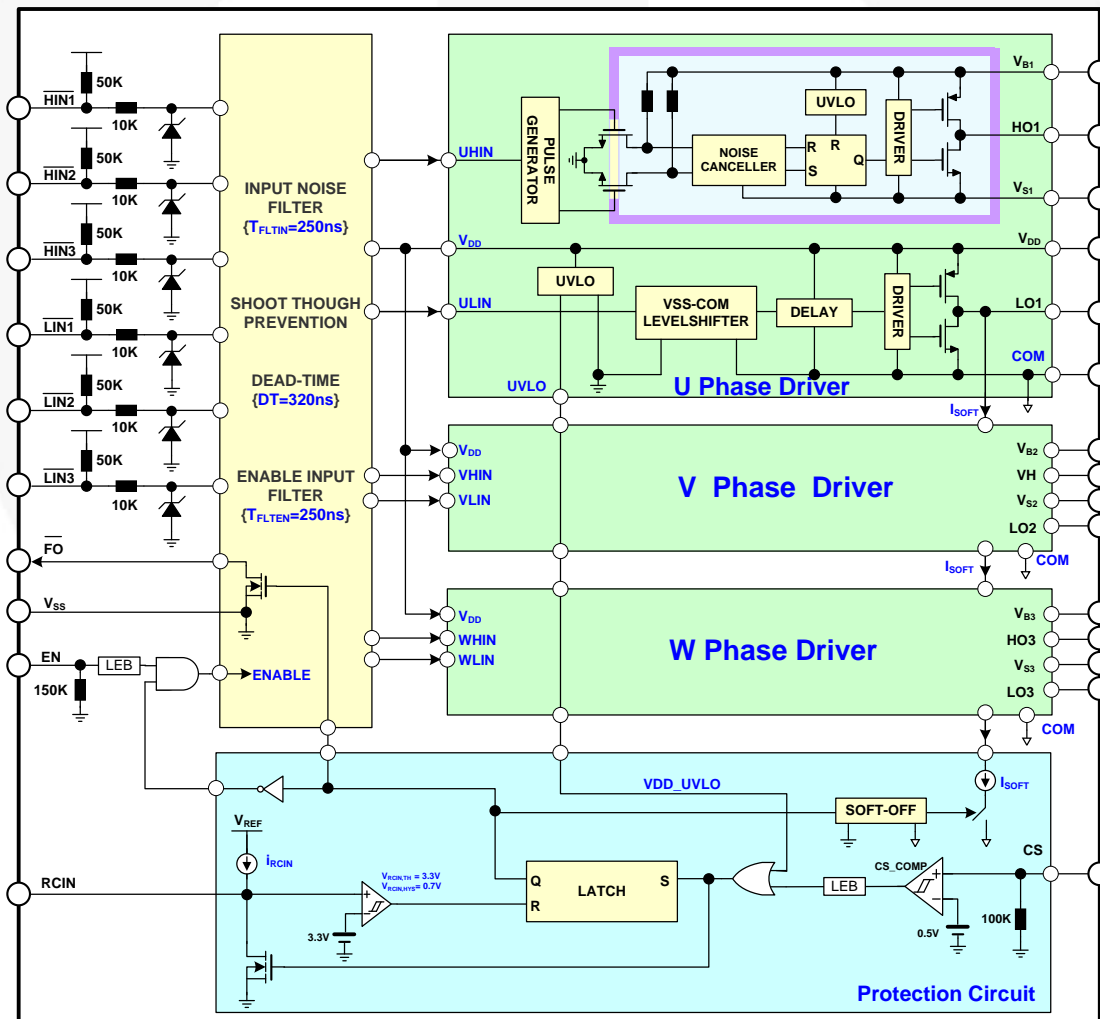 50K
HIN1
10K
50K
HIN2
10K
50K
HIN3
10K
50K
LIN1
10K
50K
LIN2
10K
50K
LIN3
10K
FO
VSS
EN
LEB
150K
ENABLE
INPUT NOISE
FILTER
{TFLTIN=250ns}
SHOOT THOUGH
PREVENTION
DEAD-TIME
{DT=320ns}
ENABLE INPUT
FILTER
{TFLTEN=250ns}
UHIN
PULSE
GENERATOR
NOISE
CANCELLER
UVLO
R
R
S
Q
DRIVER
VB1
HO1
VS1
VDD
VDD
UVLO
ULIN
VSS-COM
LEVELSHIFTER
DELAY
DRIVER
LO1
COM
UVLO
U Phase Driver
ISOFT
VDD
VHIN
VLIN
V Phase Driver
VB2
VH
VS2
LO2
ISOFT
COM
VDD
WHIN
WLIN
W Phase Driver
VB3
HO3
VS3
LO3
COM
VDD_UVLO
ISOFT
SOFT-OFF
VREF
iRCIN
RCIN
VRCIN,TH = 3.3V
VRCIN,HYS= 0.7V
+
-
3.3V
Q
R
S
LATCH
LEB
CS_COMP
+
-
0.5V
CS
100K
Protection Circuit